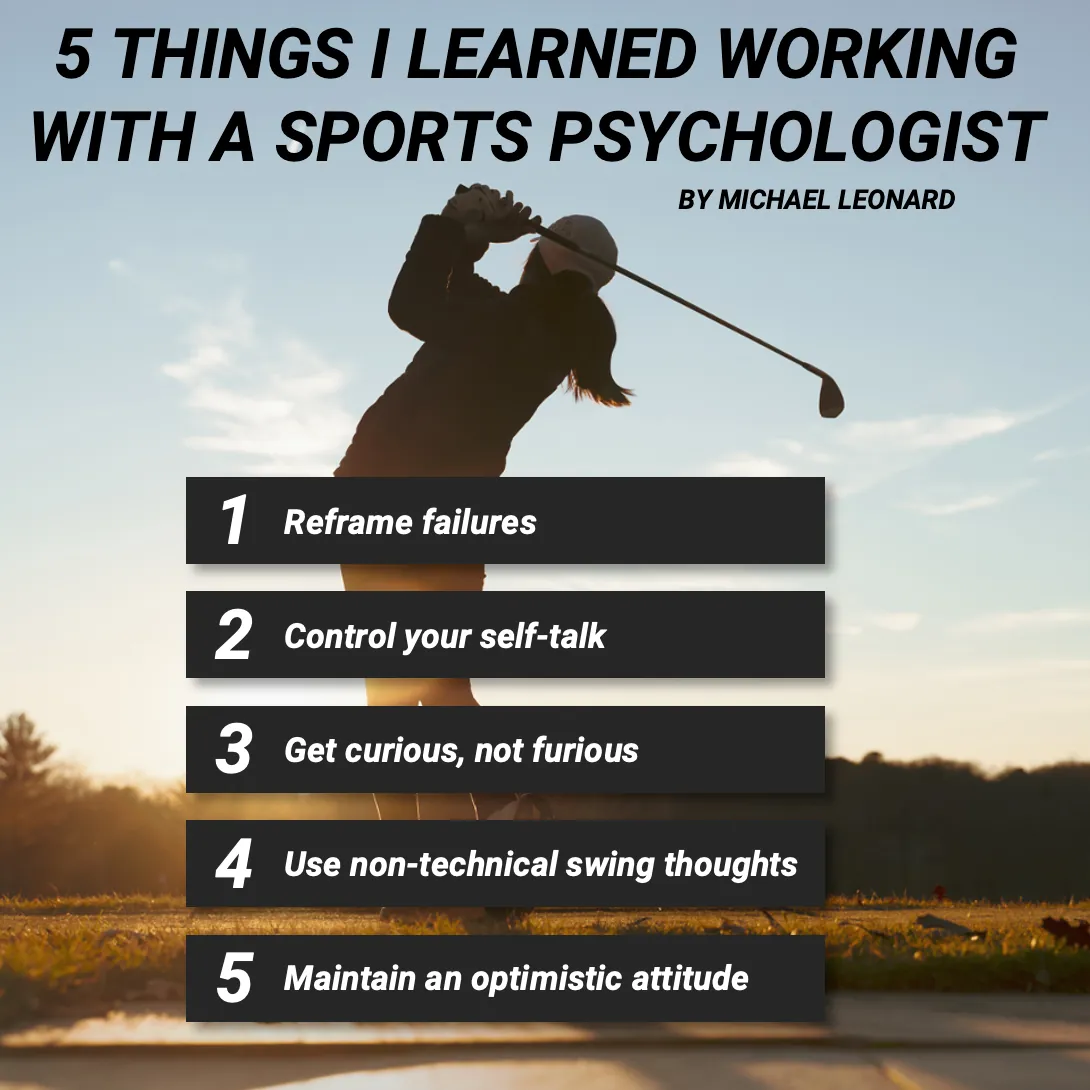 5 THINGS I LEARNED WORKING
WITH A SPORTS PSYCHOLOGIST
BY MICHAEL LEONARD
1 Reframe failures
2 Control your self-talk
3 Get curious, not furious
4 Use non-technical swing thoughts
5 Maintain an optimistic attitude